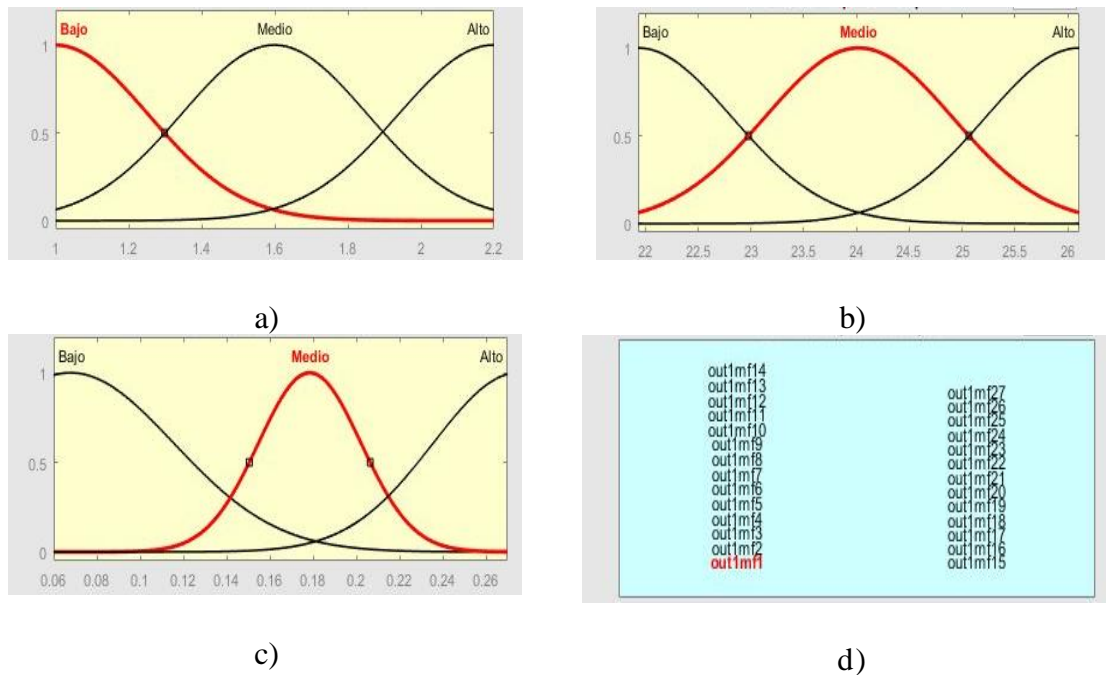 Bajo Medio Alto
1
0.5
0
1 1.2 1.4 1.6 1.8 2 2.2
a)
Bajo Medio Alto
1
0.5
0
22 22.5 23 23.5 24 24.5 25 25.5 26
b)
Bajo Medio Alto
1
0.5
0
0.06 0.08 0.1 0.12 0.14 0.16 0.18 0.2 0.22 0.24 0.26
c)
out1mf14
out1mf13
out1mf12
out1mf11
out1mf10
out1mf9
out1mf8
out1mf7
out1mf6
out1mf5
out1mf4
out1mf3
out1mf2
out1mf1
out1mf27
out1mf26
out1mf25
out1mf24
out1mf23
out1mf22
out1mf21
out1mf20
out1mf19
out1mf18
out1mf17
out1mf16
out1mf15
d)